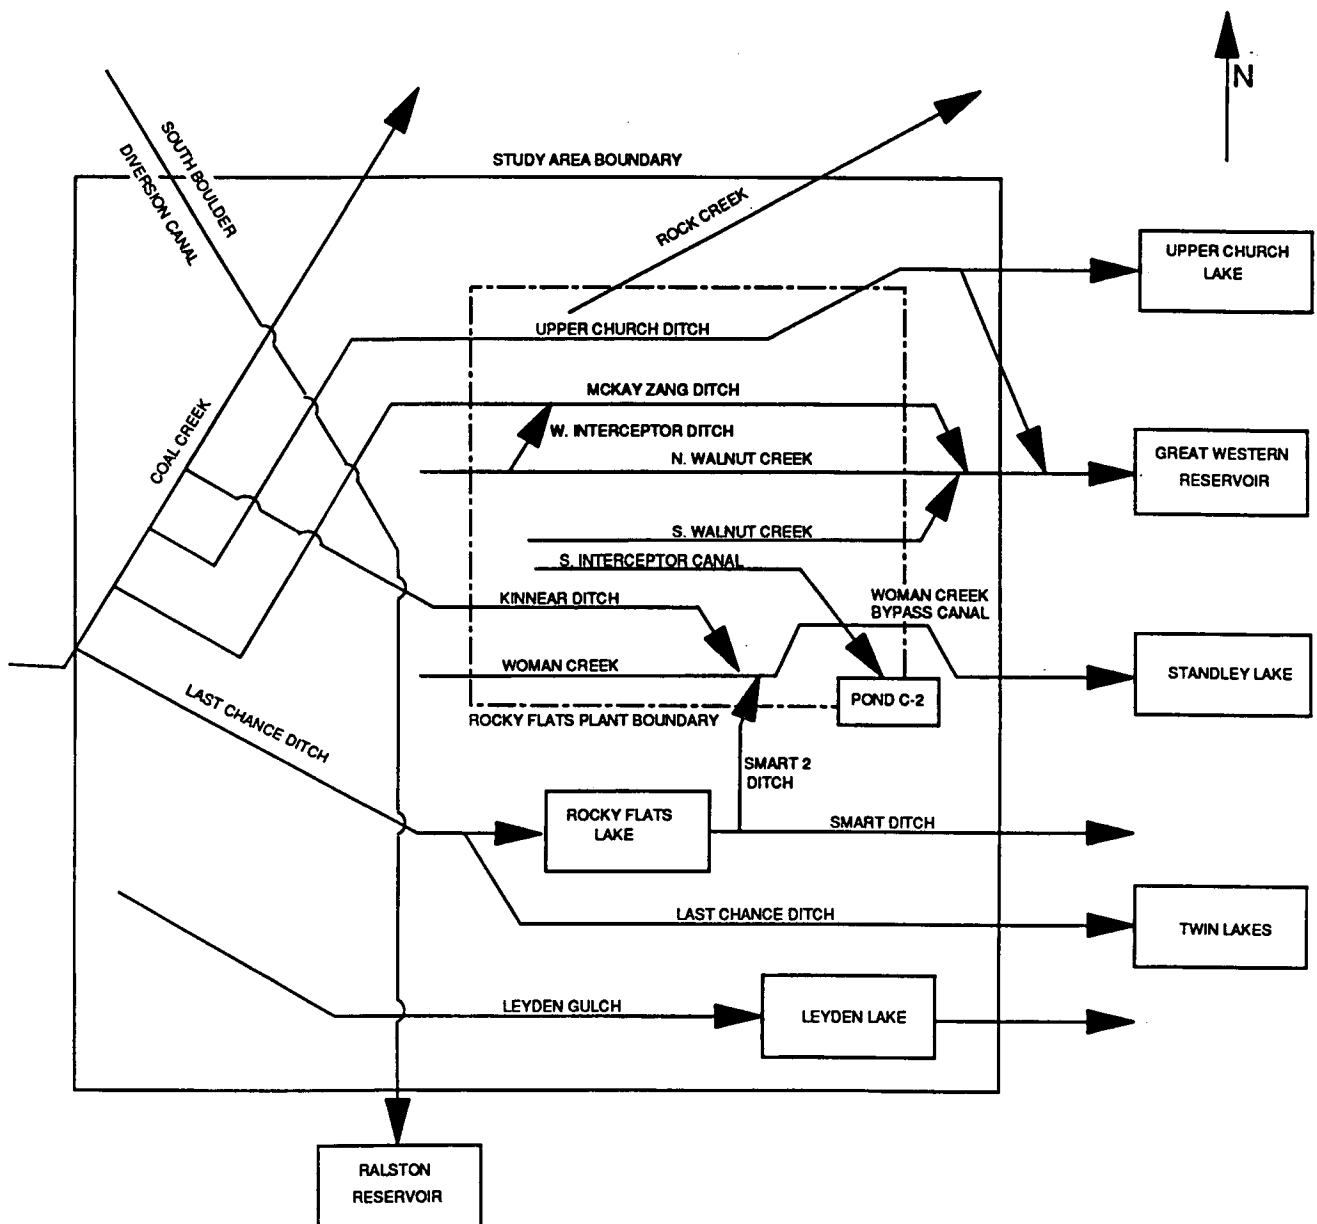 N
SOUTH BOULDER
DIVERSION CANAL
STUDY AREA BOUNDARY
ROCK CREEK
UPPER CHURCH
LAKE
UPPER CHURCH DITCH
MCKAY ZANG DITCH
COAL CREEK
W. INTERCEPTOR DITCH
N. WALNUT CREEK
GREAT WESTERN
RESERVOIR
S. WALNUT CREEK
S. INTERCEPTOR CANAL
KINNEAR DITCH
WOMAN CREEK
BYPASS CANAL
WOMAN CREEK
STANDLEY LAKE
POND C-2
ROCKY FLATS PLANT BOUNDARY
LAST CHANCE DITCH
SMART 2
DITCH
ROCKY FLATS
LAKE
SMART DITCH
LAST CHANCE DITCH
TWIN LAKES
LEYDEN GULCH
LEYDEN LAKE
RALSTON
RESERVOIR